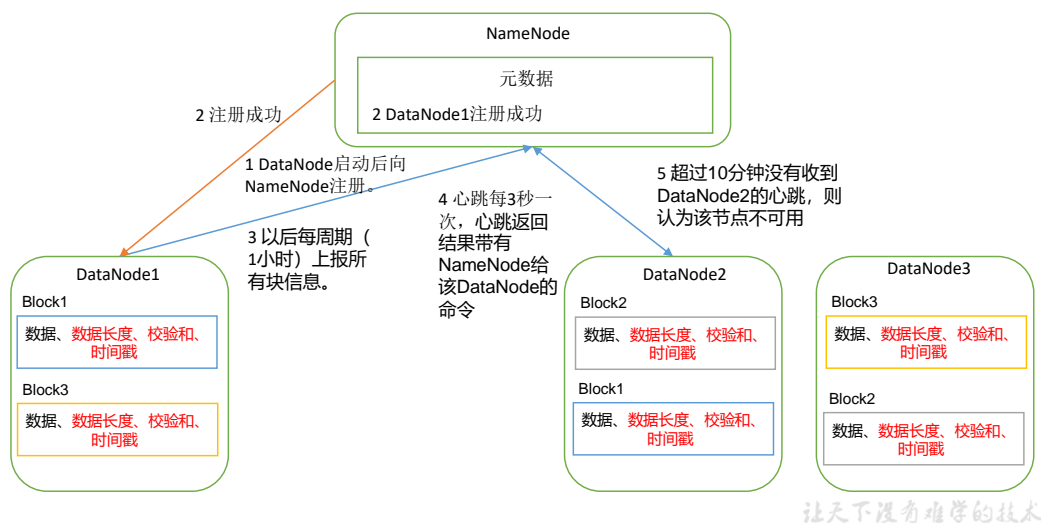 NameNode
元数据
2 DataNode1注册成功
2 注册成功
1 DataNode启动后向
NameNode注册。
3 以后每周期（
1小时）上报所
有块信息。
4 心跳每3秒一
次，心跳返回
结果带有
NameNode给
该DataNode的
命令
5 超过10分钟没有收到
DataNode2的心跳，则
认为该节点不可用
DataNode1
Block1
数据、数据长度、校验和、
时间戳
Block3
数据、数据长度、校验和、
时间戳
DataNode2
Block2
数据、数据长度、校验和、
时间戳
Block1
数据、数据长度、校验和、
时间戳
DataNode3
Block3
数据、数据长度、校验和、
时间戳
Block2
数据、数据长度、校验和、
时间戳
让天下没有难学的技术